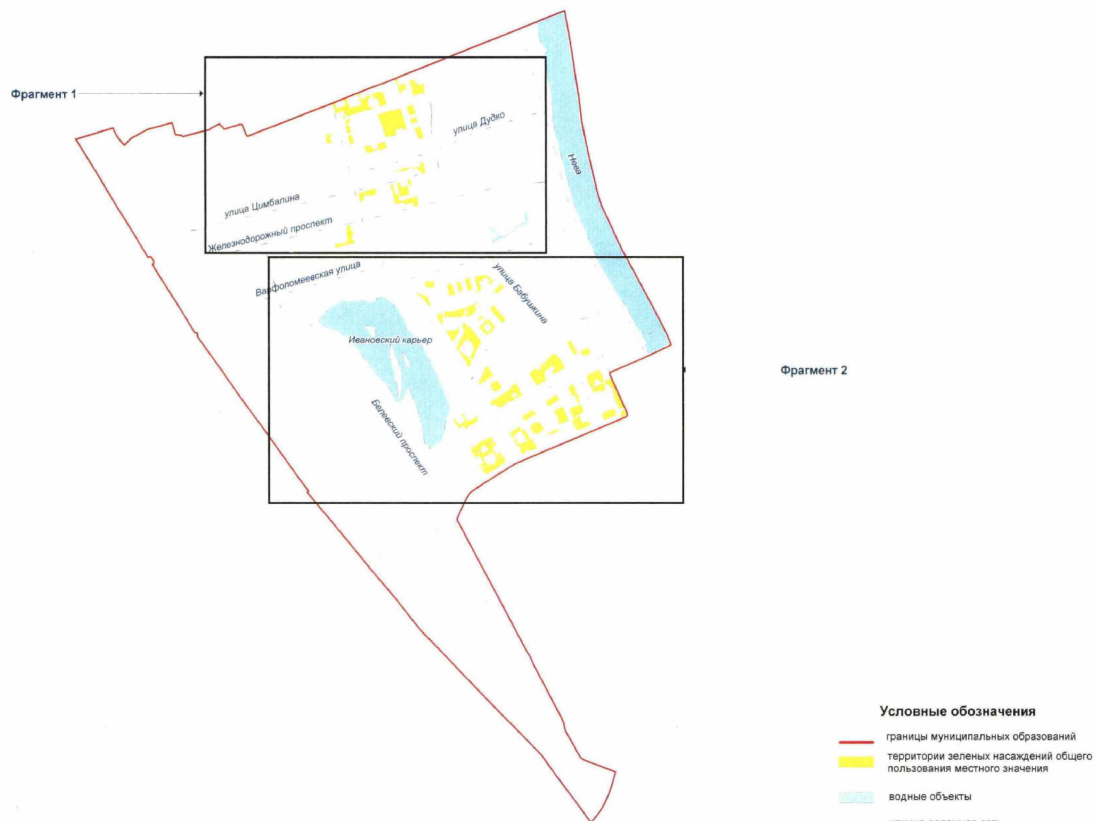 Фрагмент 1
улица Дудко
Нева
улица Цимбалина
Железнодорожный проспект
Варфоломеевская улица
улица Бабушкина
Ивановский карьер
Фрагмент 2
Белевский проспект
Условные обозначения
границы муниципальных образований
территории зеленых насаждений общего
пользования местного значения
водные объекты